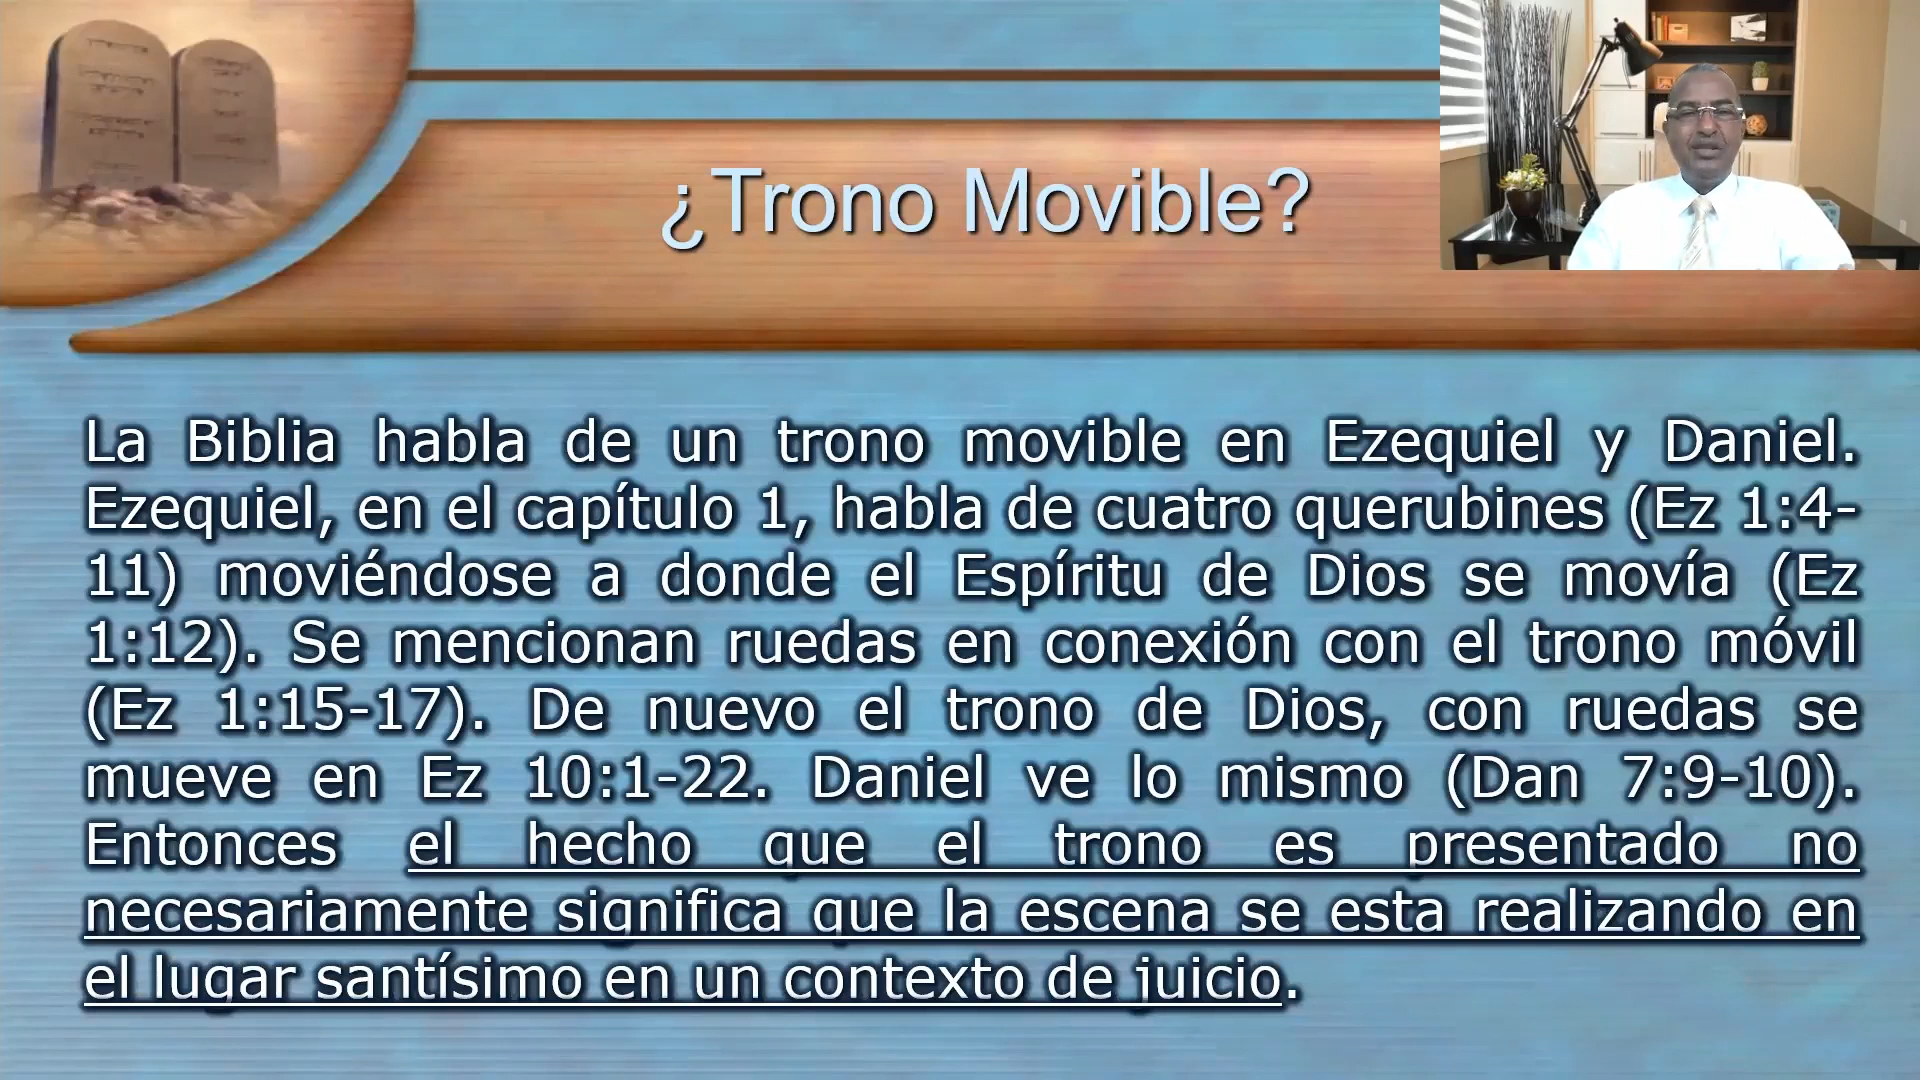 ¿Trono Movible?
La Biblia habla de un trono movible en Ezequiel y Daniel.
Ezequiel, en el capítulo 1, habla de cuatro querubines (Ez 1:4-
11) moviéndose a donde el Espíritu de Dios se movía (Ez
1:12). Se mencionan ruedas en conexión con el trono móvil
(Ez 1:15-17). De nuevo el trono de Dios, con ruedas se
mueve en Ez 10:1-22. Daniel ve lo mismo (Dan 7:9-10).
Entonces el hecho que el trono es presentado no
necesariamente significa que la escena se esta realizando en
el lugar santísimo en un contexto de juicio.